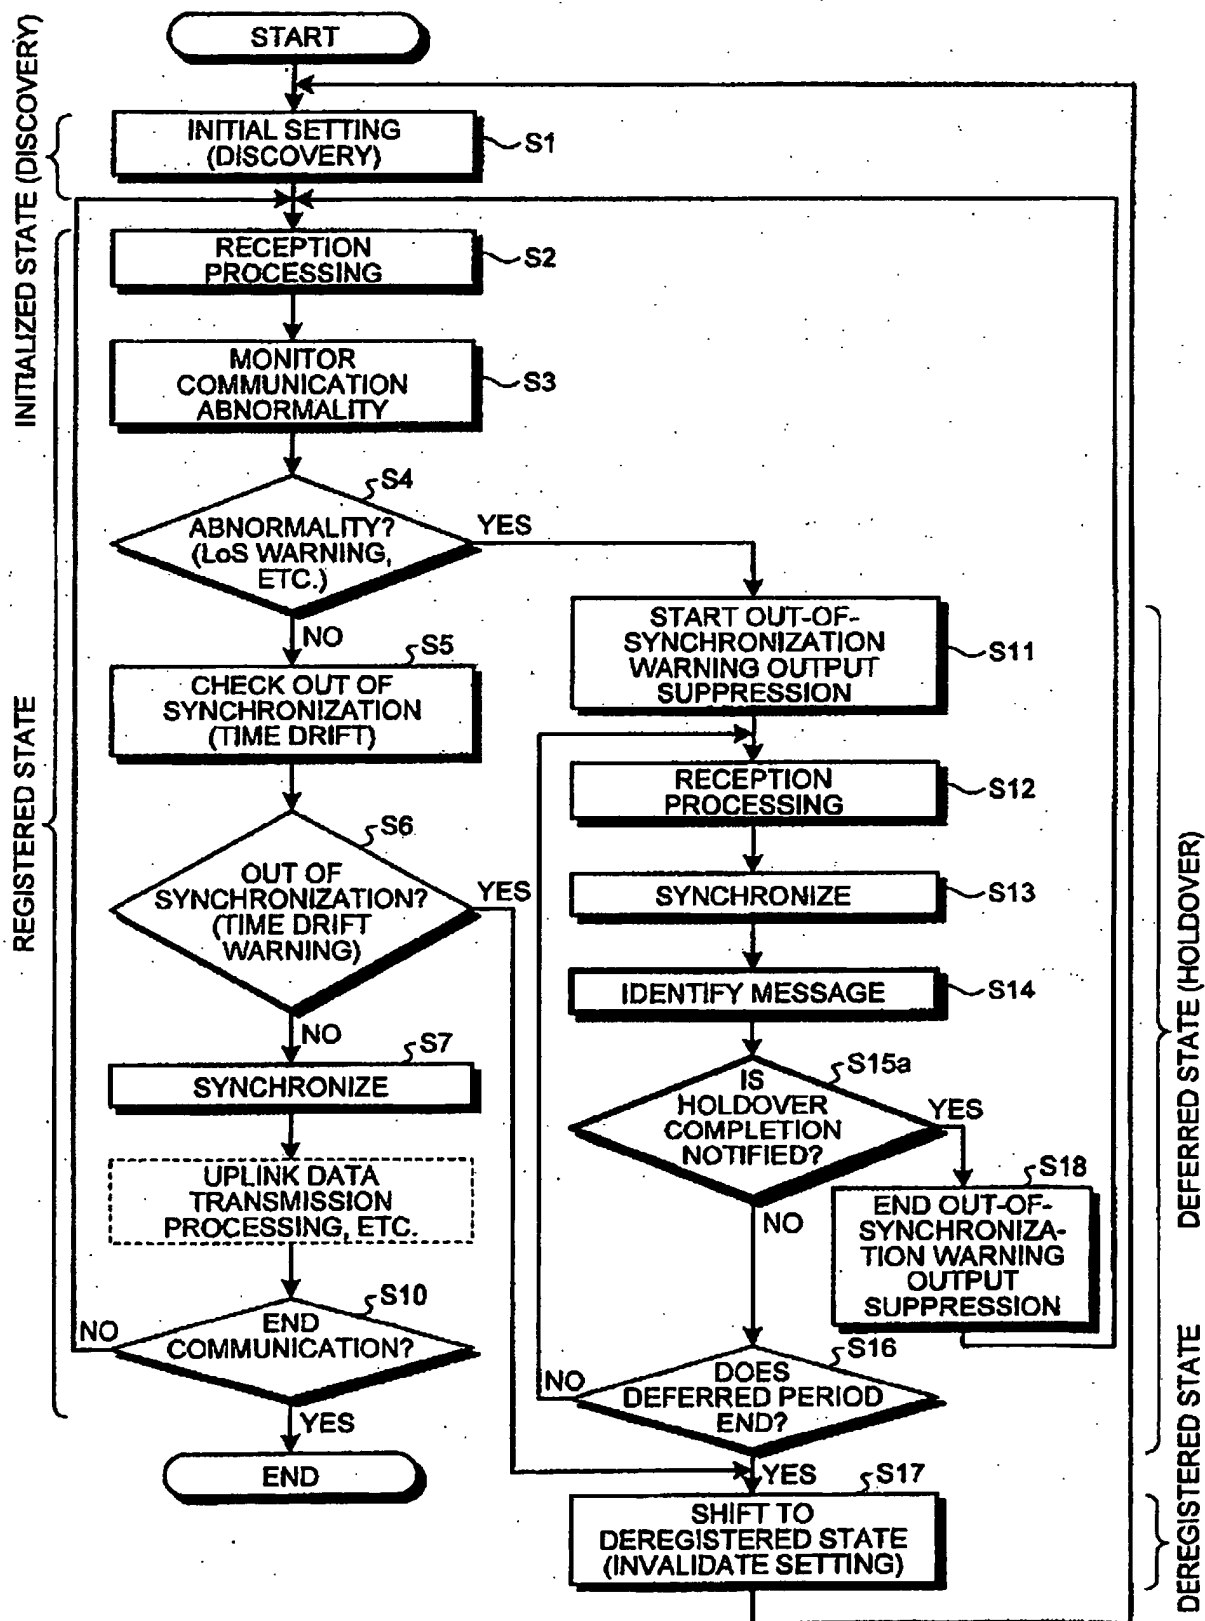 START
INITIAL SETTING
(DISCOVERY)
S1
RECEPTION
PROCESSING
S2
MONITOR
COMMUNICATION
ABNORMALITY
S3
S4
ABNORMALITY?
(LoS WARNING,
ETC.)
YES
NO
S5
CHECK OUT OF
SYNCHRONIZATION
(TIME DRIFT)
S6
OUT OF
SYNCHRONIZATION?
(TIME DRIFT
WARNING)
YES
NO
S7
SYNCHRONIZE
UPLINK DATA
TRANSMISSION
PROCESSING, ETC.
S10
END
COMMUNICATION?
NO
YES
END
START OUT-OF-
SYNCHRONIZATION
WARNING OUTPUT
SUPPRESSION
S11
RECEPTION
PROCESSING
S12
SYNCHRONIZE
S13
IDENTIFY MESSAGE
S14
S15a
IS
HOLDOVER
COMPLETION
NOTIFIED?
YES
NO
S18
END OUT-OF-
SYNCHRONIZA-
TION WARNING
OUTPUT
SUPPRESSION
S16
DOES
DEFERRED PERIOD
END?
NO
YES
S17
SHIFT TO
DEREGISTERED STATE
(INVALIDATE SETTING)
INITIALIZED STATE (DISCOVERY)
REGISTERED STATE
DEFERRED STATE (HOLDOVER)
DEREGISTERED STATE